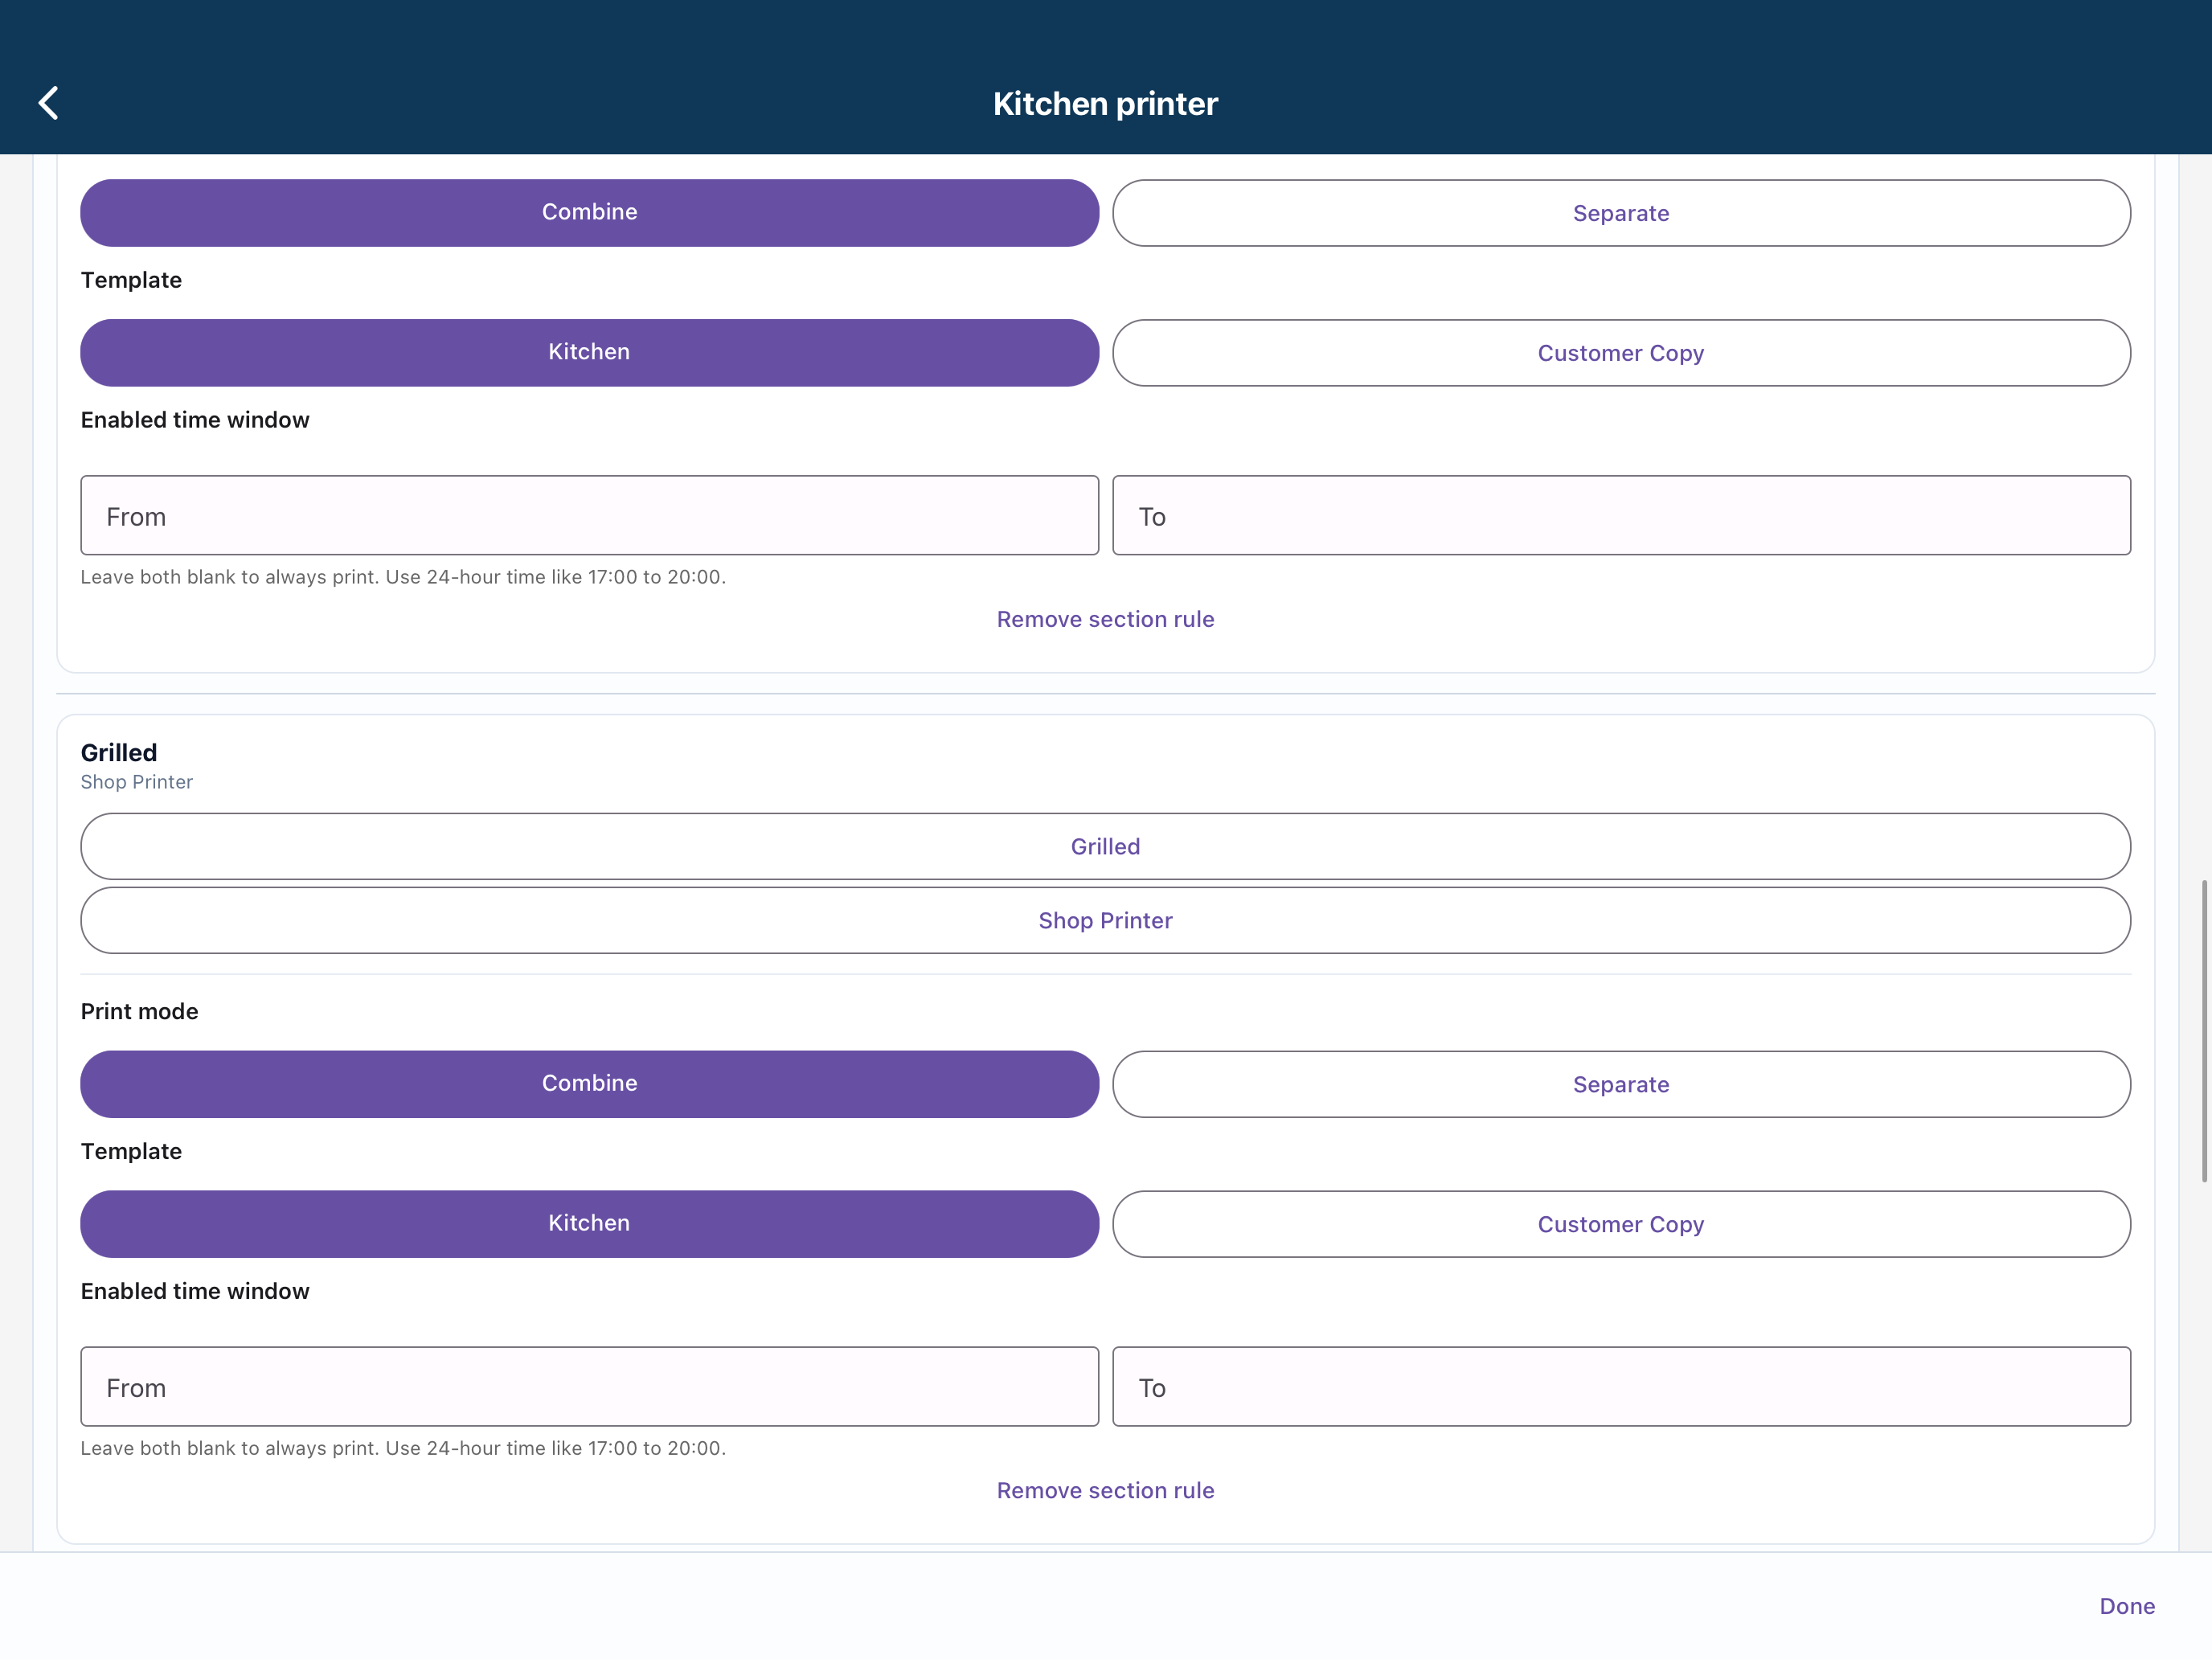 Kitchen printer
Combine
Separate
Template
Kitchen
Customer Copy
Enabled time window
From
To
Leave both blank to always print. Use 24-hour time like 17:00 to 20:00.
Remove section rule
Grilled
Shop Printer
Grilled
Shop Printer
Print mode
Combine
Separate
Template
Kitchen
Customer Copy
Enabled time window
From
To
Leave both blank to always print. Use 24-hour time like 17:00 to 20:00.
Remove section rule
Done